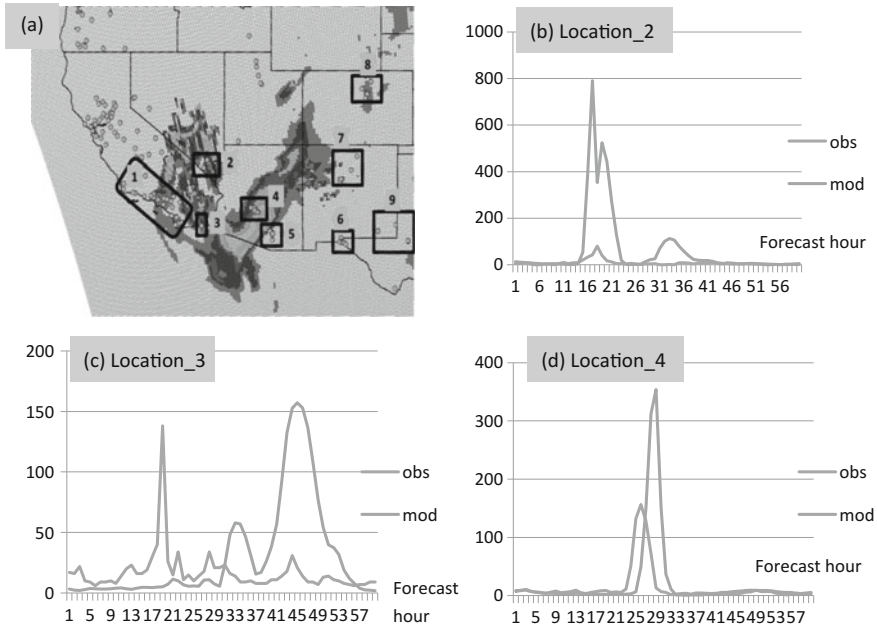 (a)
1
2
3
4
5
6
7
8
9
(b) Location_2
1000
800
600
400
200
0
obs
mod
Forecast hour
1 6 11 16 21 26 31 36 41 46 51 56
(c) Location_3
200
150
100
50
0
obs
mod
Forecast
hour
1 5 9 13 17 21 25 29 33 37 41 45 49 53 57
(d) Location_4
400
300
200
100
0
obs
mod
Forecast hour
1 5 9 13 17 21 25 29 33 37 41 45 49 53 57